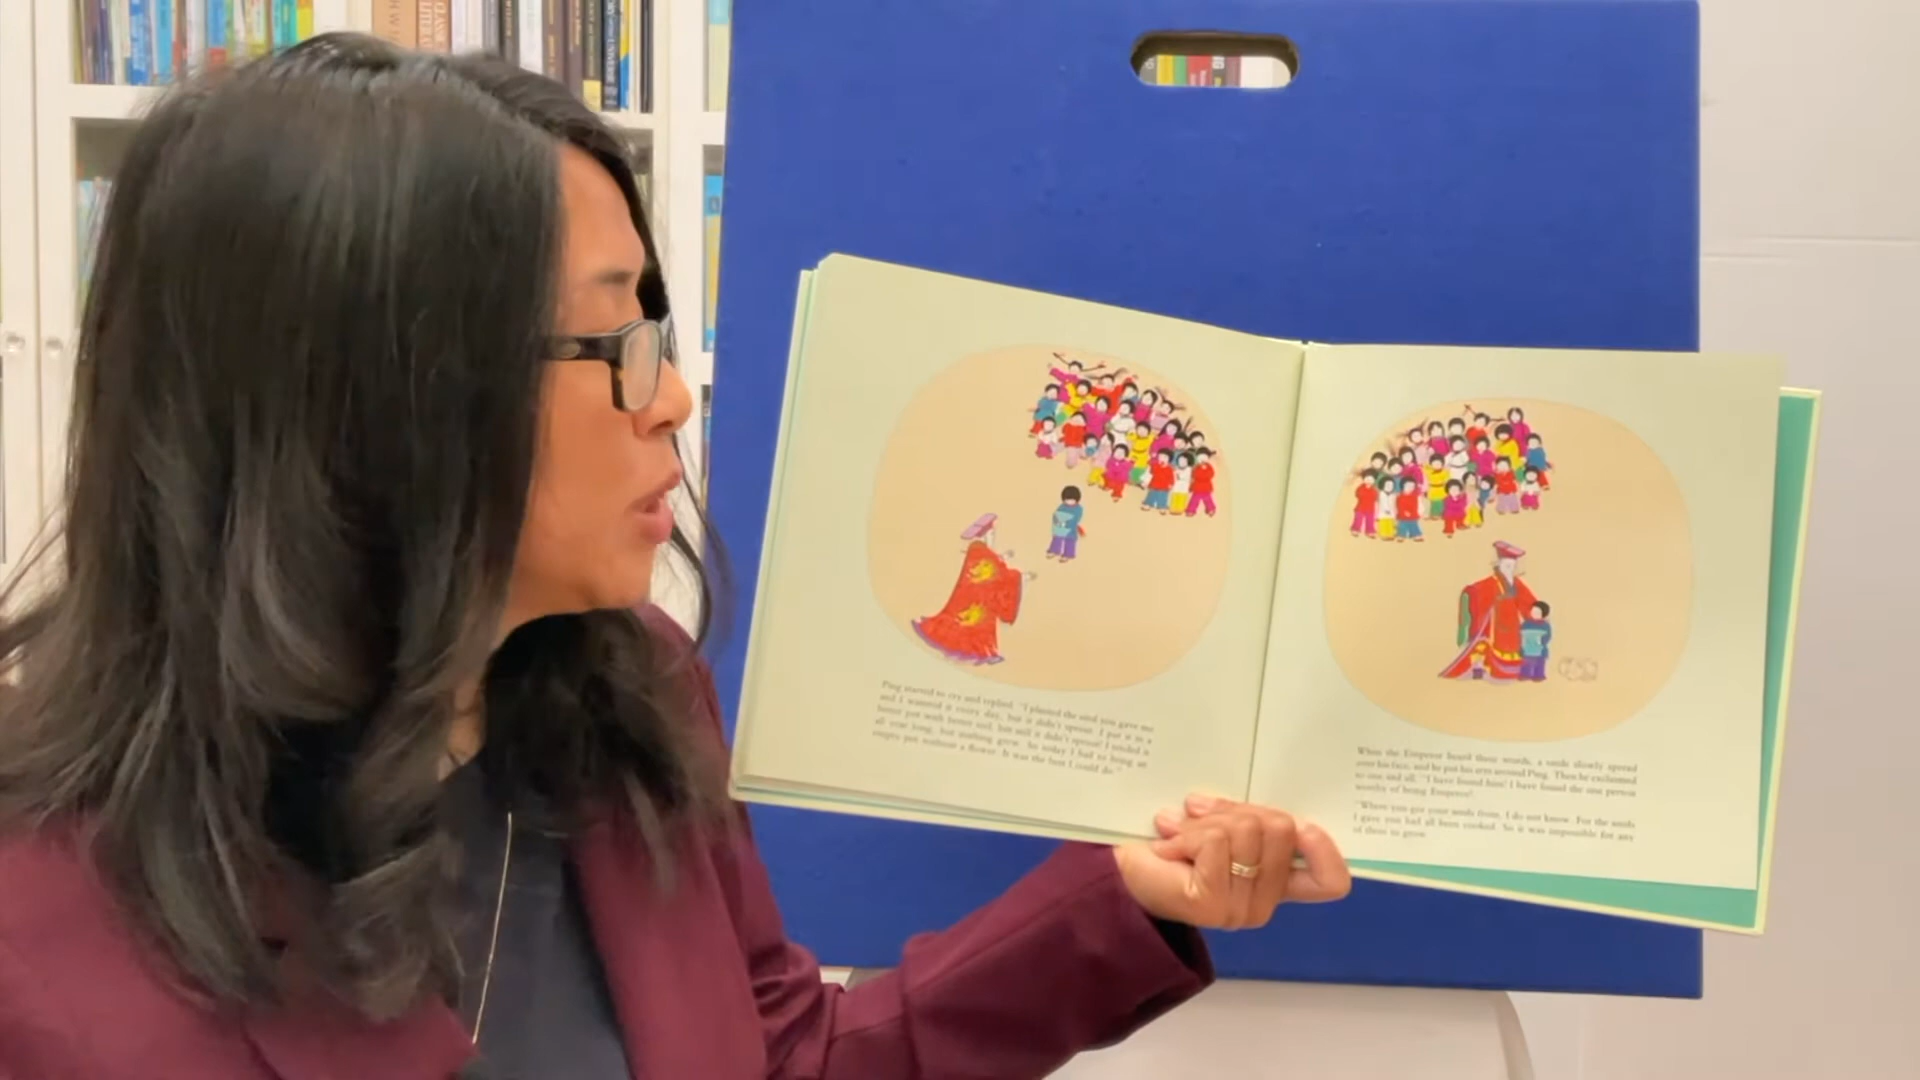 CLASSIC
LITERA
UNIVERSE
Ping started to cry and replied, "I planted the seed you gave me
and I watered it every day, but it didn't sprout. I put it in a
better pot with better soil, but still it didn't sprout! I tended it
all year long, but nothing grew. So today I had to bring an
empty pot without a flower. It was the best I could do."
When the Emperor heard these words, a smile slowly spread
over his face, and he put his arm around Ping. Then he exclaimed
to one and all, "I have found him! I have found the one person
worthy of being Emperor!
"Where you got your seeds from, I do not know. For the seeds
I gave you had all been cooked. So it was impossible for any
of them to grow.